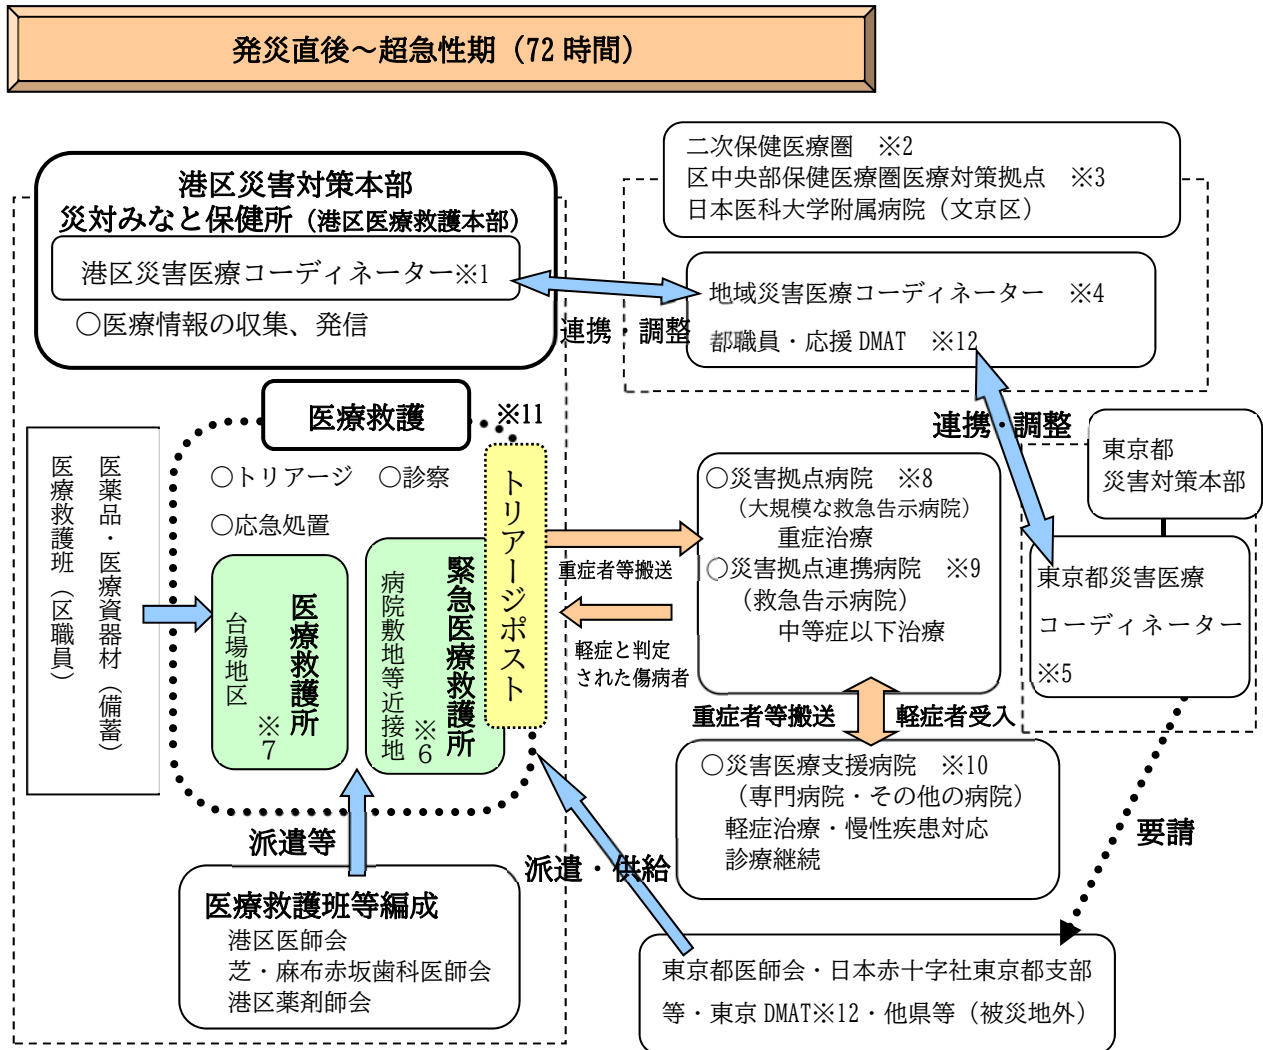 発災直後～超急性期（72時間）
港区災害対策本部
災対みなと保健所（港区医療救護本部）
港区災害医療コーディネーター※1
○医療情報の収集、発信
二次保健医療圏　※2
区中央部保健医療圏医療対策拠点　※3
日本医科大学附属病院（文京区）
地域災害医療コーディネーター　※4
都職員・応援DMAT　※12
連携・調整
連携・調整
東京都
災害対策本部
東京都災害医療
コーディネーター
※5
医療救護
※11
○トリアージ　○診察
○応急処置
医薬品・医療資器材（備蓄）
医療救護班（区職員）
医療救護所
台場地区
※7
緊急医療救護所
病院敷地等近接地
※6
トリアージポスト
重症者等搬送
軽症と判定
された傷病者
○災害拠点病院　※8
（大規模な救急告示病院）
重症治療
○災害拠点連携病院　※9
（救急告示病院）
中等症以下治療
重症者等搬送
軽症者受入
○災害医療支援病院　※10
（専門病院・その他の病院）
軽症治療・慢性疾患対応
診療継続
要請
派遣等
派遣・供給
医療救護班等編成
港区医師会
芝・麻布赤坂歯科医師会
港区薬剤師会
東京都医師会・日本赤十字社東京都支部
等・東京DMAT※12・他県等（被災地外）